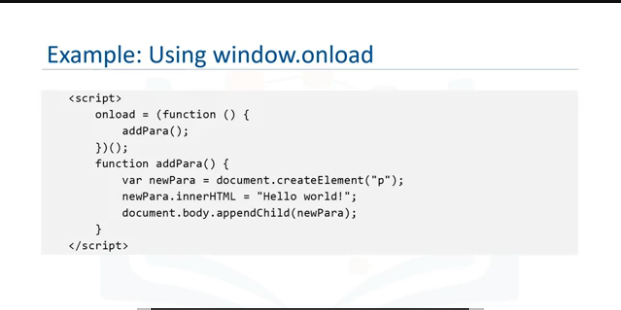 Example: Using window.onload
<script>
onload = (function () {
addPara();
})();
function addPara() {
var newPara = document.createElement("p");
newPara.innerHTML = "Hello world!";
document.body.appendChild(newPara);
}
</script>